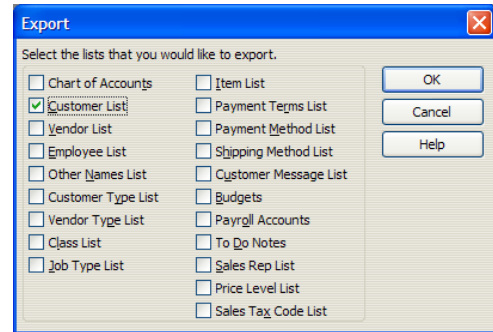 Export
Select the lists that you would like to export.
Chart of Accounts
Customer List
Vendor List
Employee List
Other Names List
Customer Type List
Vendor Type List
Class List
Job Type List
Item List
Payment Terms List
Payment Method List
Shipping Method List
Customer Message List
Budgets
Payroll Accounts
To Do Notes
Sales Rep List
Price Level List
Sales Tax Code List
OK
Cancel
Help